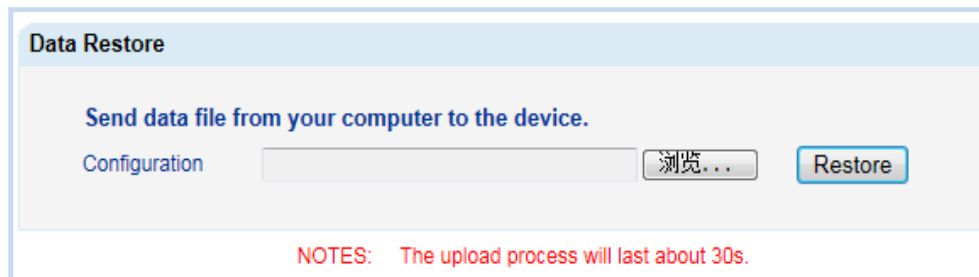 Data Restore
Send data file from your computer to the device.
Configuration 浏览... Restore
NOTES: The upload process will last about 30s.